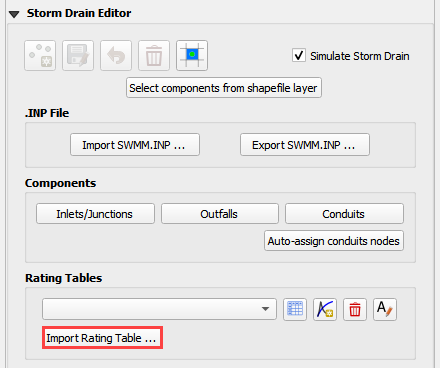 Storm Drain Editor
Simulate Storm Drain
Select components from shapefile layer
.INP File
Import SWMM.INP ...
Export SWMM.INP ...
Components
Inlets/Junctions
Outfalls
Conduits
Auto-assign conduits nodes
Rating Tables
A
Import Rating Table ...